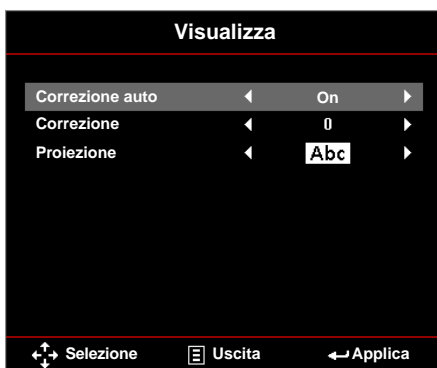 Visualizza
Correzione auto On
Correzione 0
Proiezione Abc
Selezione Uscita Applica